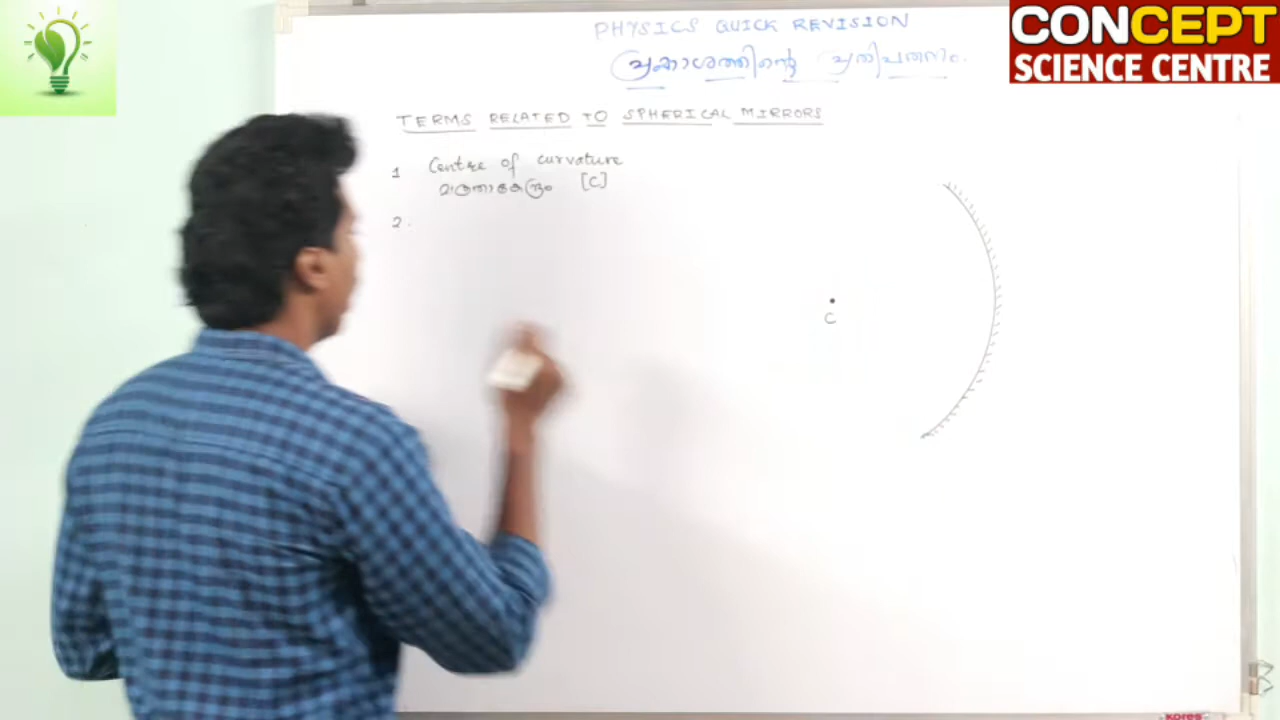 PHYSICS QUICK REVISION
പ്രകാശത്തിന്റെ പ്രതിപതനം.
CONCEPT
SCIENCE CENTRE
TERMS RELATED TO SPHERICAL MIRRORS
1 Centre of curvature
വക്രതാകേന്ദ്രം [C]
2.
C
kores